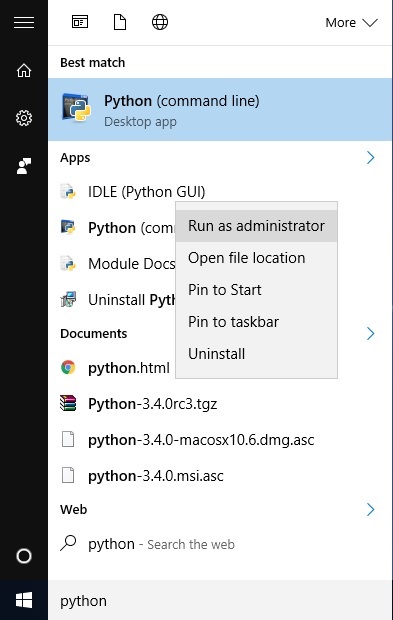 More
Best match
Python (command line)
Desktop app
Apps
IDLE (Python GUI)
Python (com
Run as administrator
Open file location
Module Docs
Pin to Start
Uninstall Pyth
Pin to taskbar
Documents
Uninstall
python.html
Python-3.4.0rc3.tgz
python-3.4.0-macosx10.6.dmg.asc
python-3.4.0.msi.asc
Web
python - Search the web
python